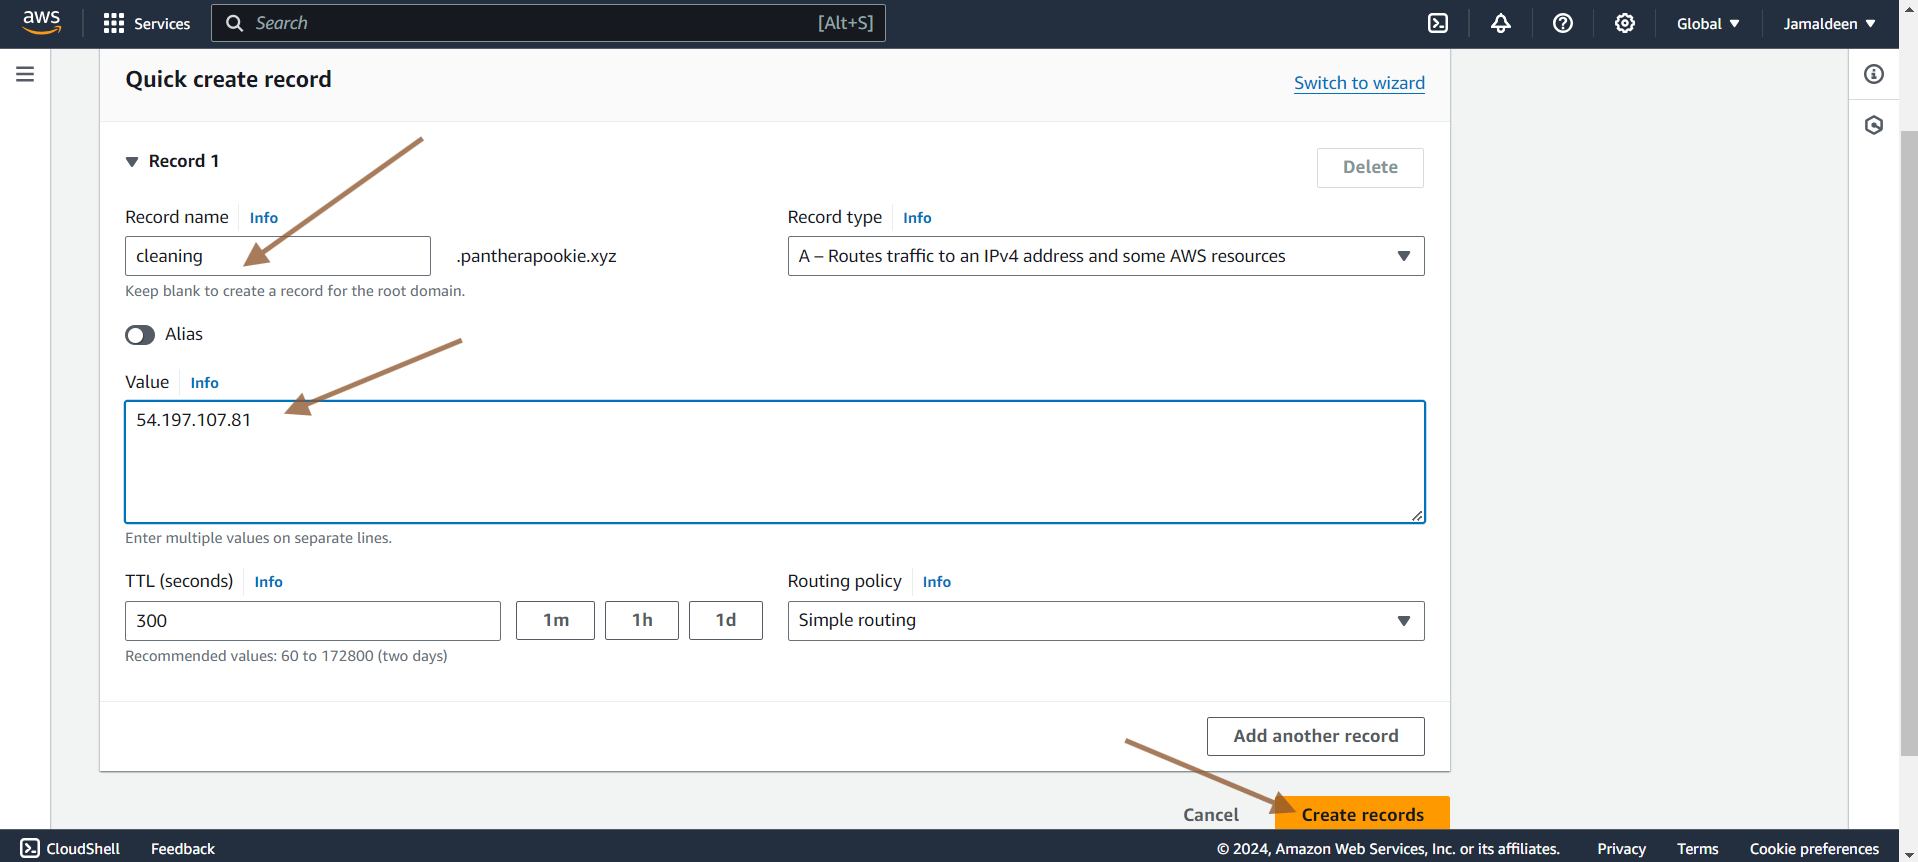 aws Services Search [Alt+S] Global Jamaldeen
Quick create record Switch to wizard
Record 1 Delete
Record name Info Record type Info
cleaning .pantherapookie.xyz A – Routes traffic to an IPv4 address and some AWS resources
Keep blank to create a record for the root domain.
Alias
Value Info
54.197.107.81
Enter multiple values on separate lines.
TTL (seconds) Info Routing policy Info
300 1m 1h 1d Simple routing
Recommended values: 60 to 172800 (two days)
Add another record
Cancel Create records
CloudShell Feedback © 2024, Amazon Web Services, Inc. or its affiliates. Privacy Terms Cookie preferences